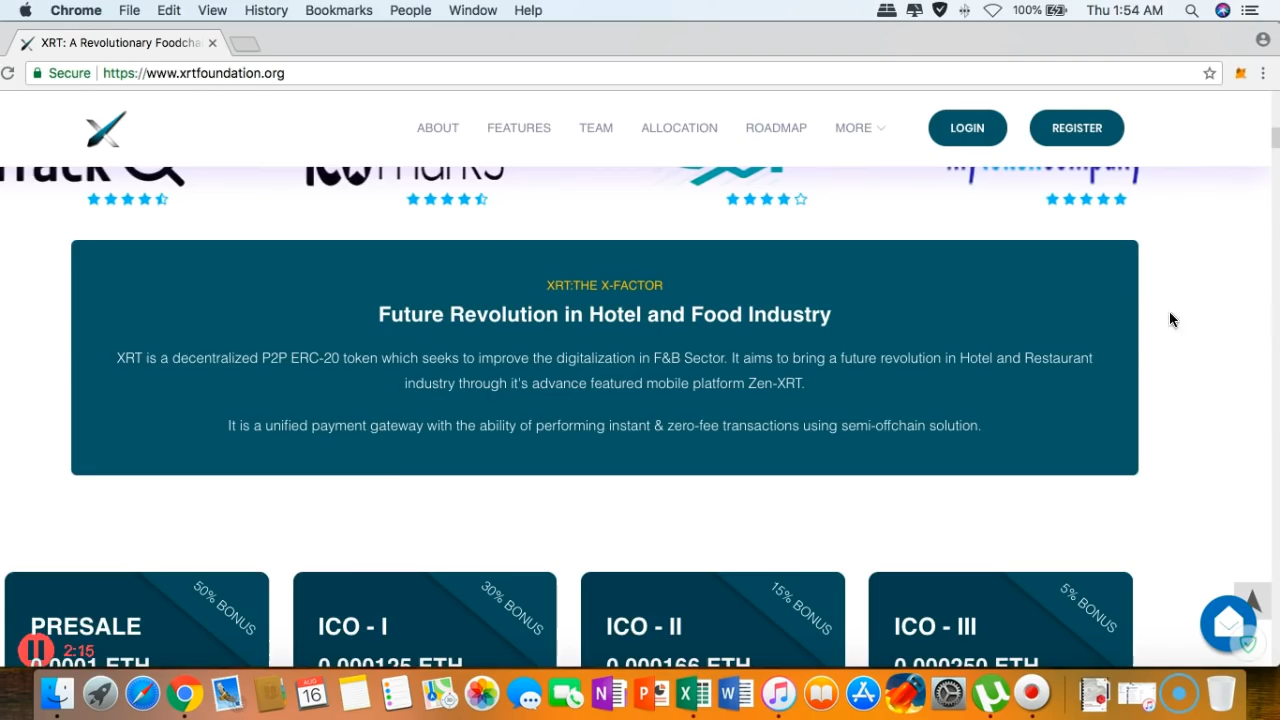 Chrome File Edit View History Bookmarks People Window Help 100% Thu 1:54 AM
XRT: A Revolutionary Foodcha
Secure https://www.xrtfoundation.org
ABOUT FEATURES TEAM ALLOCATION ROADMAP MORE LOGIN REGISTER
XRT:THE X-FACTOR
Future Revolution in Hotel and Food Industry
XRT is a decentralized P2P ERC-20 token which seeks to improve the digitalization in F&B Sector. It aims to bring a future revolution in Hotel and Restaurant
industry through it's advance featured mobile platform Zen-XRT.
It is a unified payment gateway with the ability of performing instant & zero-fee transactions using semi-offchain solution.
50% BONUS 30% BONUS 15% BONUS 5% BONUS
PRESALE ICO - I ICO - II ICO - III
0.0001 ETH 0.000125 ETH 0.000166 ETH 0.000250 ETH
2:15
AUG
16